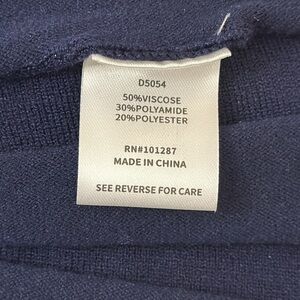 D5054
50%VISCOSE
30%POLYAMIDE
20%POLYESTER
RN#101287
MADE IN CHINA
SEE REVERSE FOR CARE